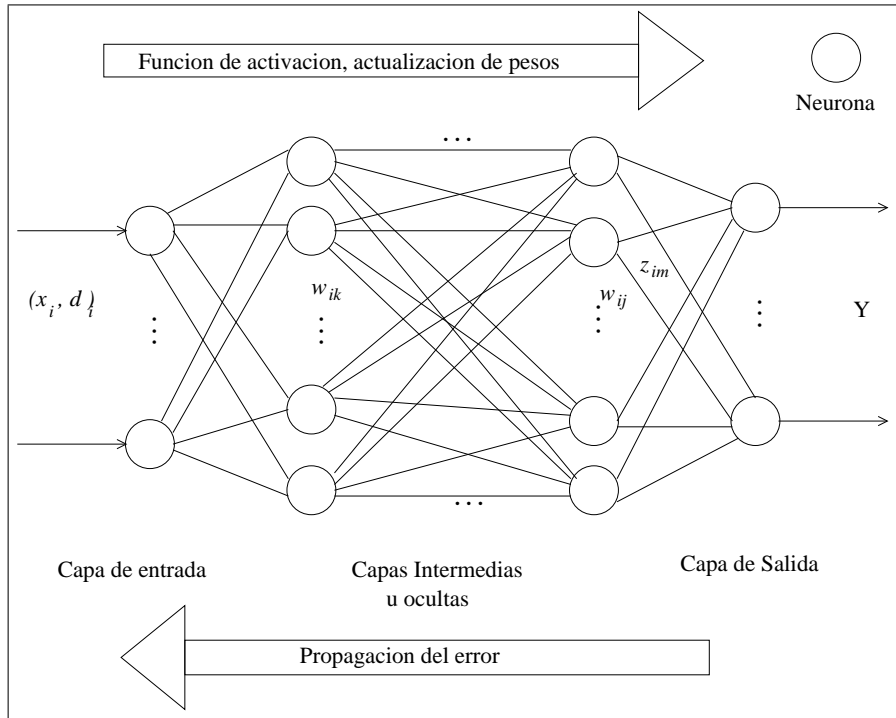 Funcion de activacion, actualizacion de pesos
Neurona
...
(x_i, d_i)
w_ik
w_ij
z_im
Y
...
Capa de entrada
Capas Intermedias
u ocultas
Capa de Salida
Propagacion del error